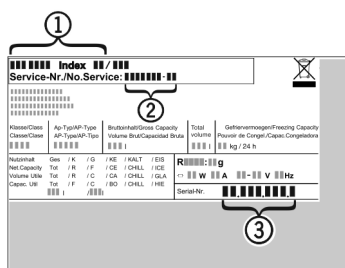 1
Index /
Service-Nr./No.Service: -
2
Klasse/Class Ap-Typ/AP-Type Bruttoinhalt/Gross Capacity Total Gefriervermoegen/Freezing Capacity
Classe/Clase AP-Type/AP-Tipo Volume Brut/Capacidad Bruta volume Pouvoir de Congel./Capac.Congeladora
l l kg / 24 h
Nutzinhalt Ges / K / G / KE / KALT / EIS
Net.Capacity Tot / R / F / CE / CHILL / ICE
Volume Utile Tot / R / C / CA / CHILL / GLA
Capac. Util Tot / F / C / BO / CHILL / HIE
l / l
R : g
W A - V Hz
Serial-Nr. . . .
3